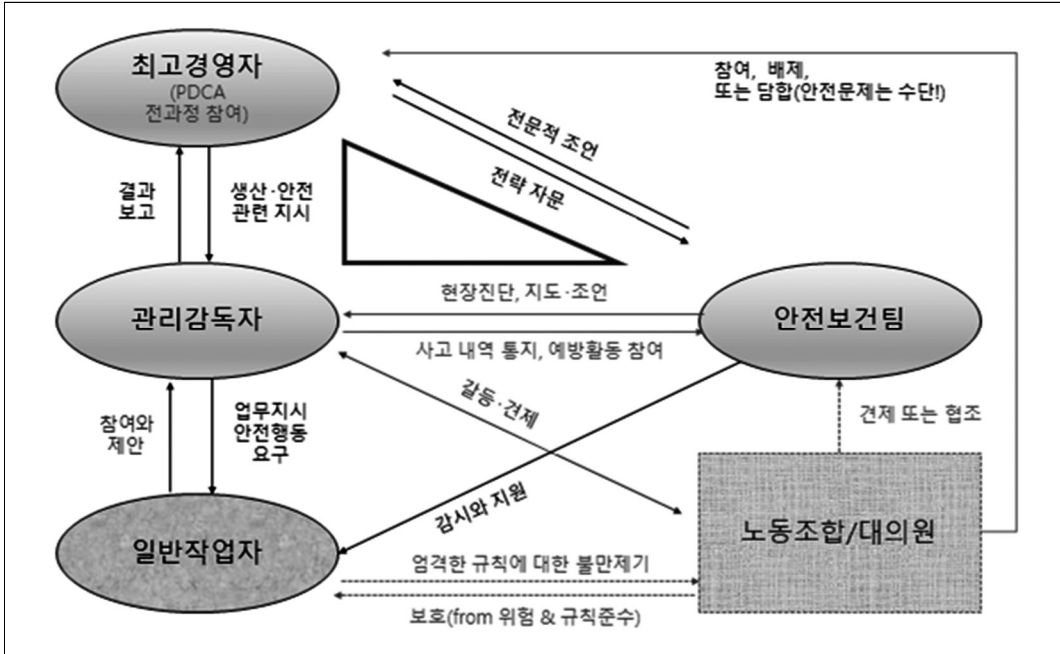 최고경영자
(PDCA
전과정 참여)
참여, 배제,
또는 담합(안전문제는 수단!)
전문적 조언
전략 자문
결과
보고
생산·안전
관련 지시
관리감독자
현장진단, 지도·조언
안전보건팀
사고 내역 통지, 예방활동 참여
갈등·견제
참여와
제안
업무지시
안전행동
요구
견제 또는 협조
감시와 지원
일반작업자
노동조합/대의원
엄격한 규칙에 대한 불만제기
보호(from 위험 & 규칙준수)